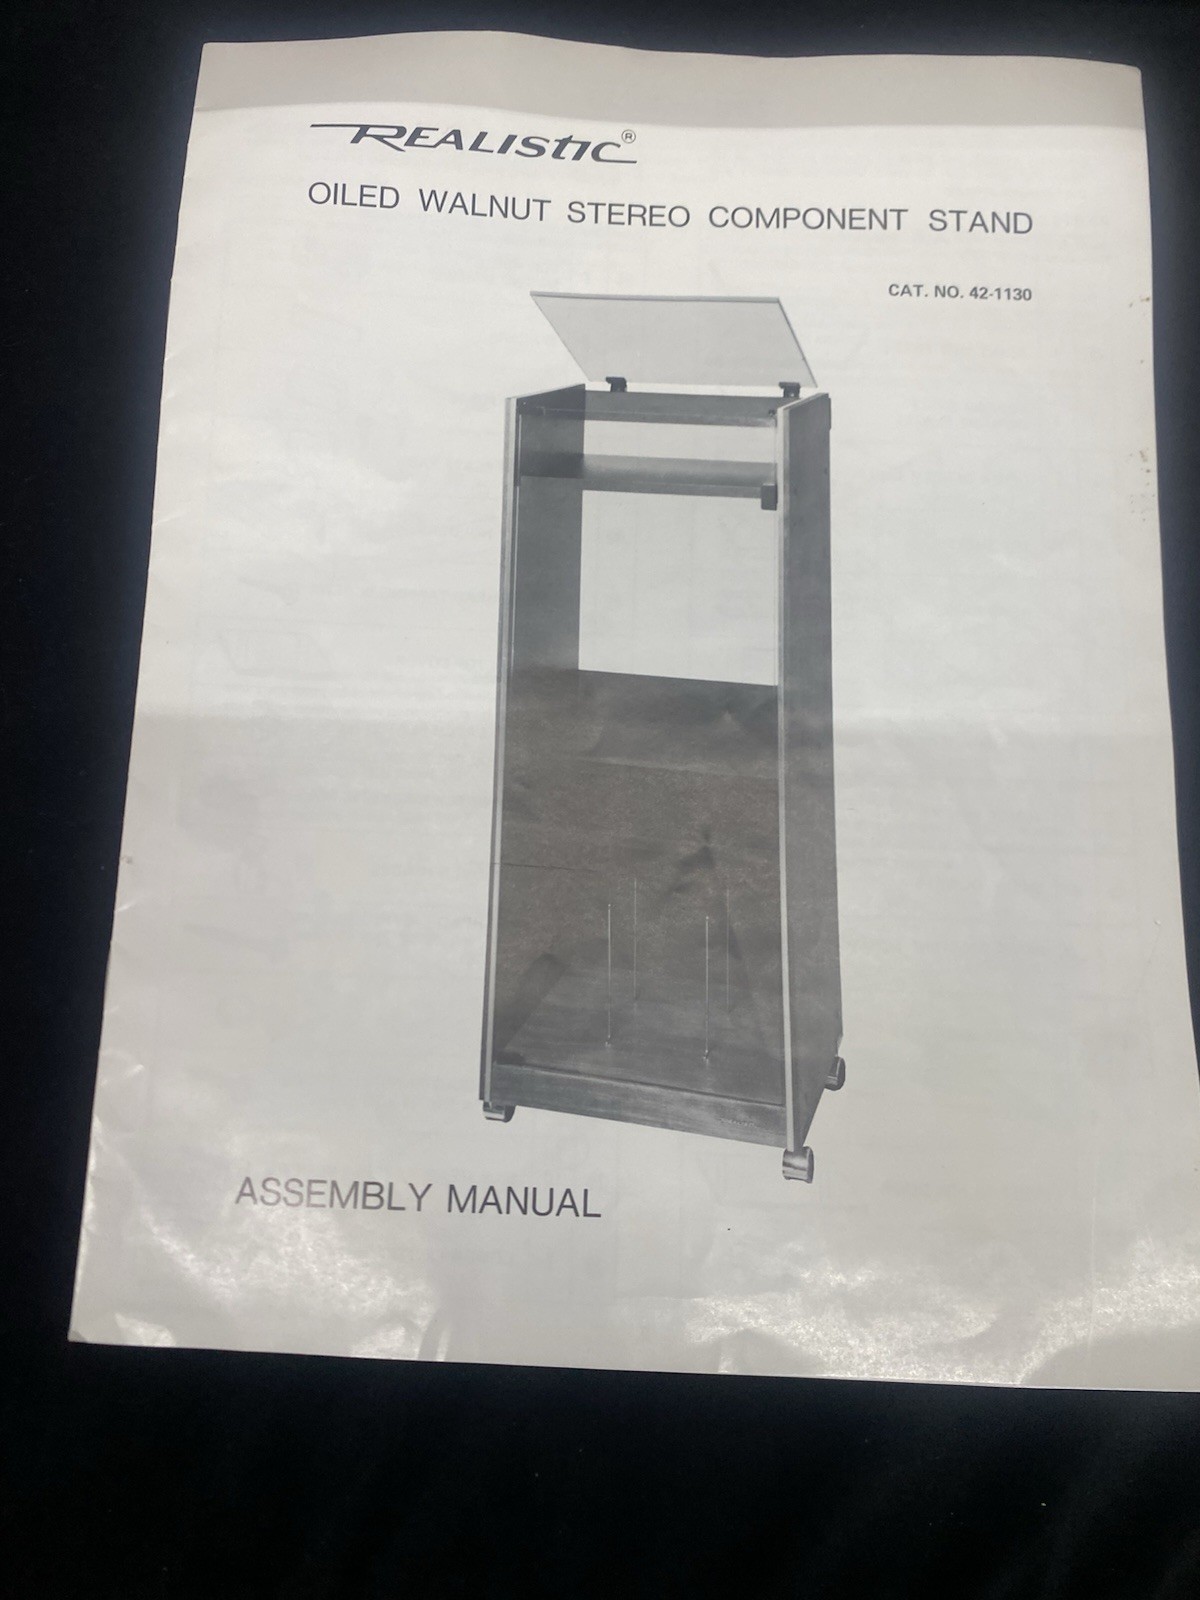 REALISTIC®
OILED WALNUT STEREO COMPONENT STAND
CAT. NO. 42-1130
ASSEMBLY MANUAL